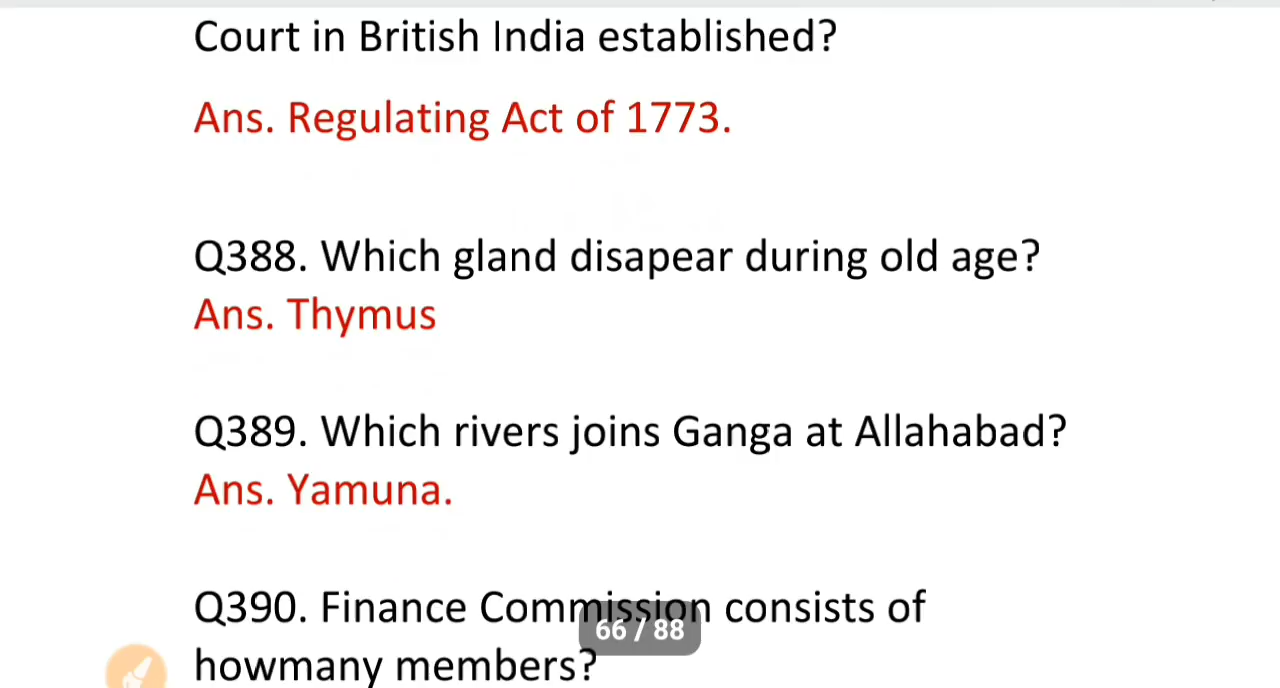 Court in British India established?
Ans. Regulating Act of 1773.
Q388. Which gland disapear during old age?
Ans. Thymus
Q389. Which rivers joins Ganga at Allahabad?
Ans. Yamuna.
Q390. Finance Commission consists of
66 / 88
howmany members?